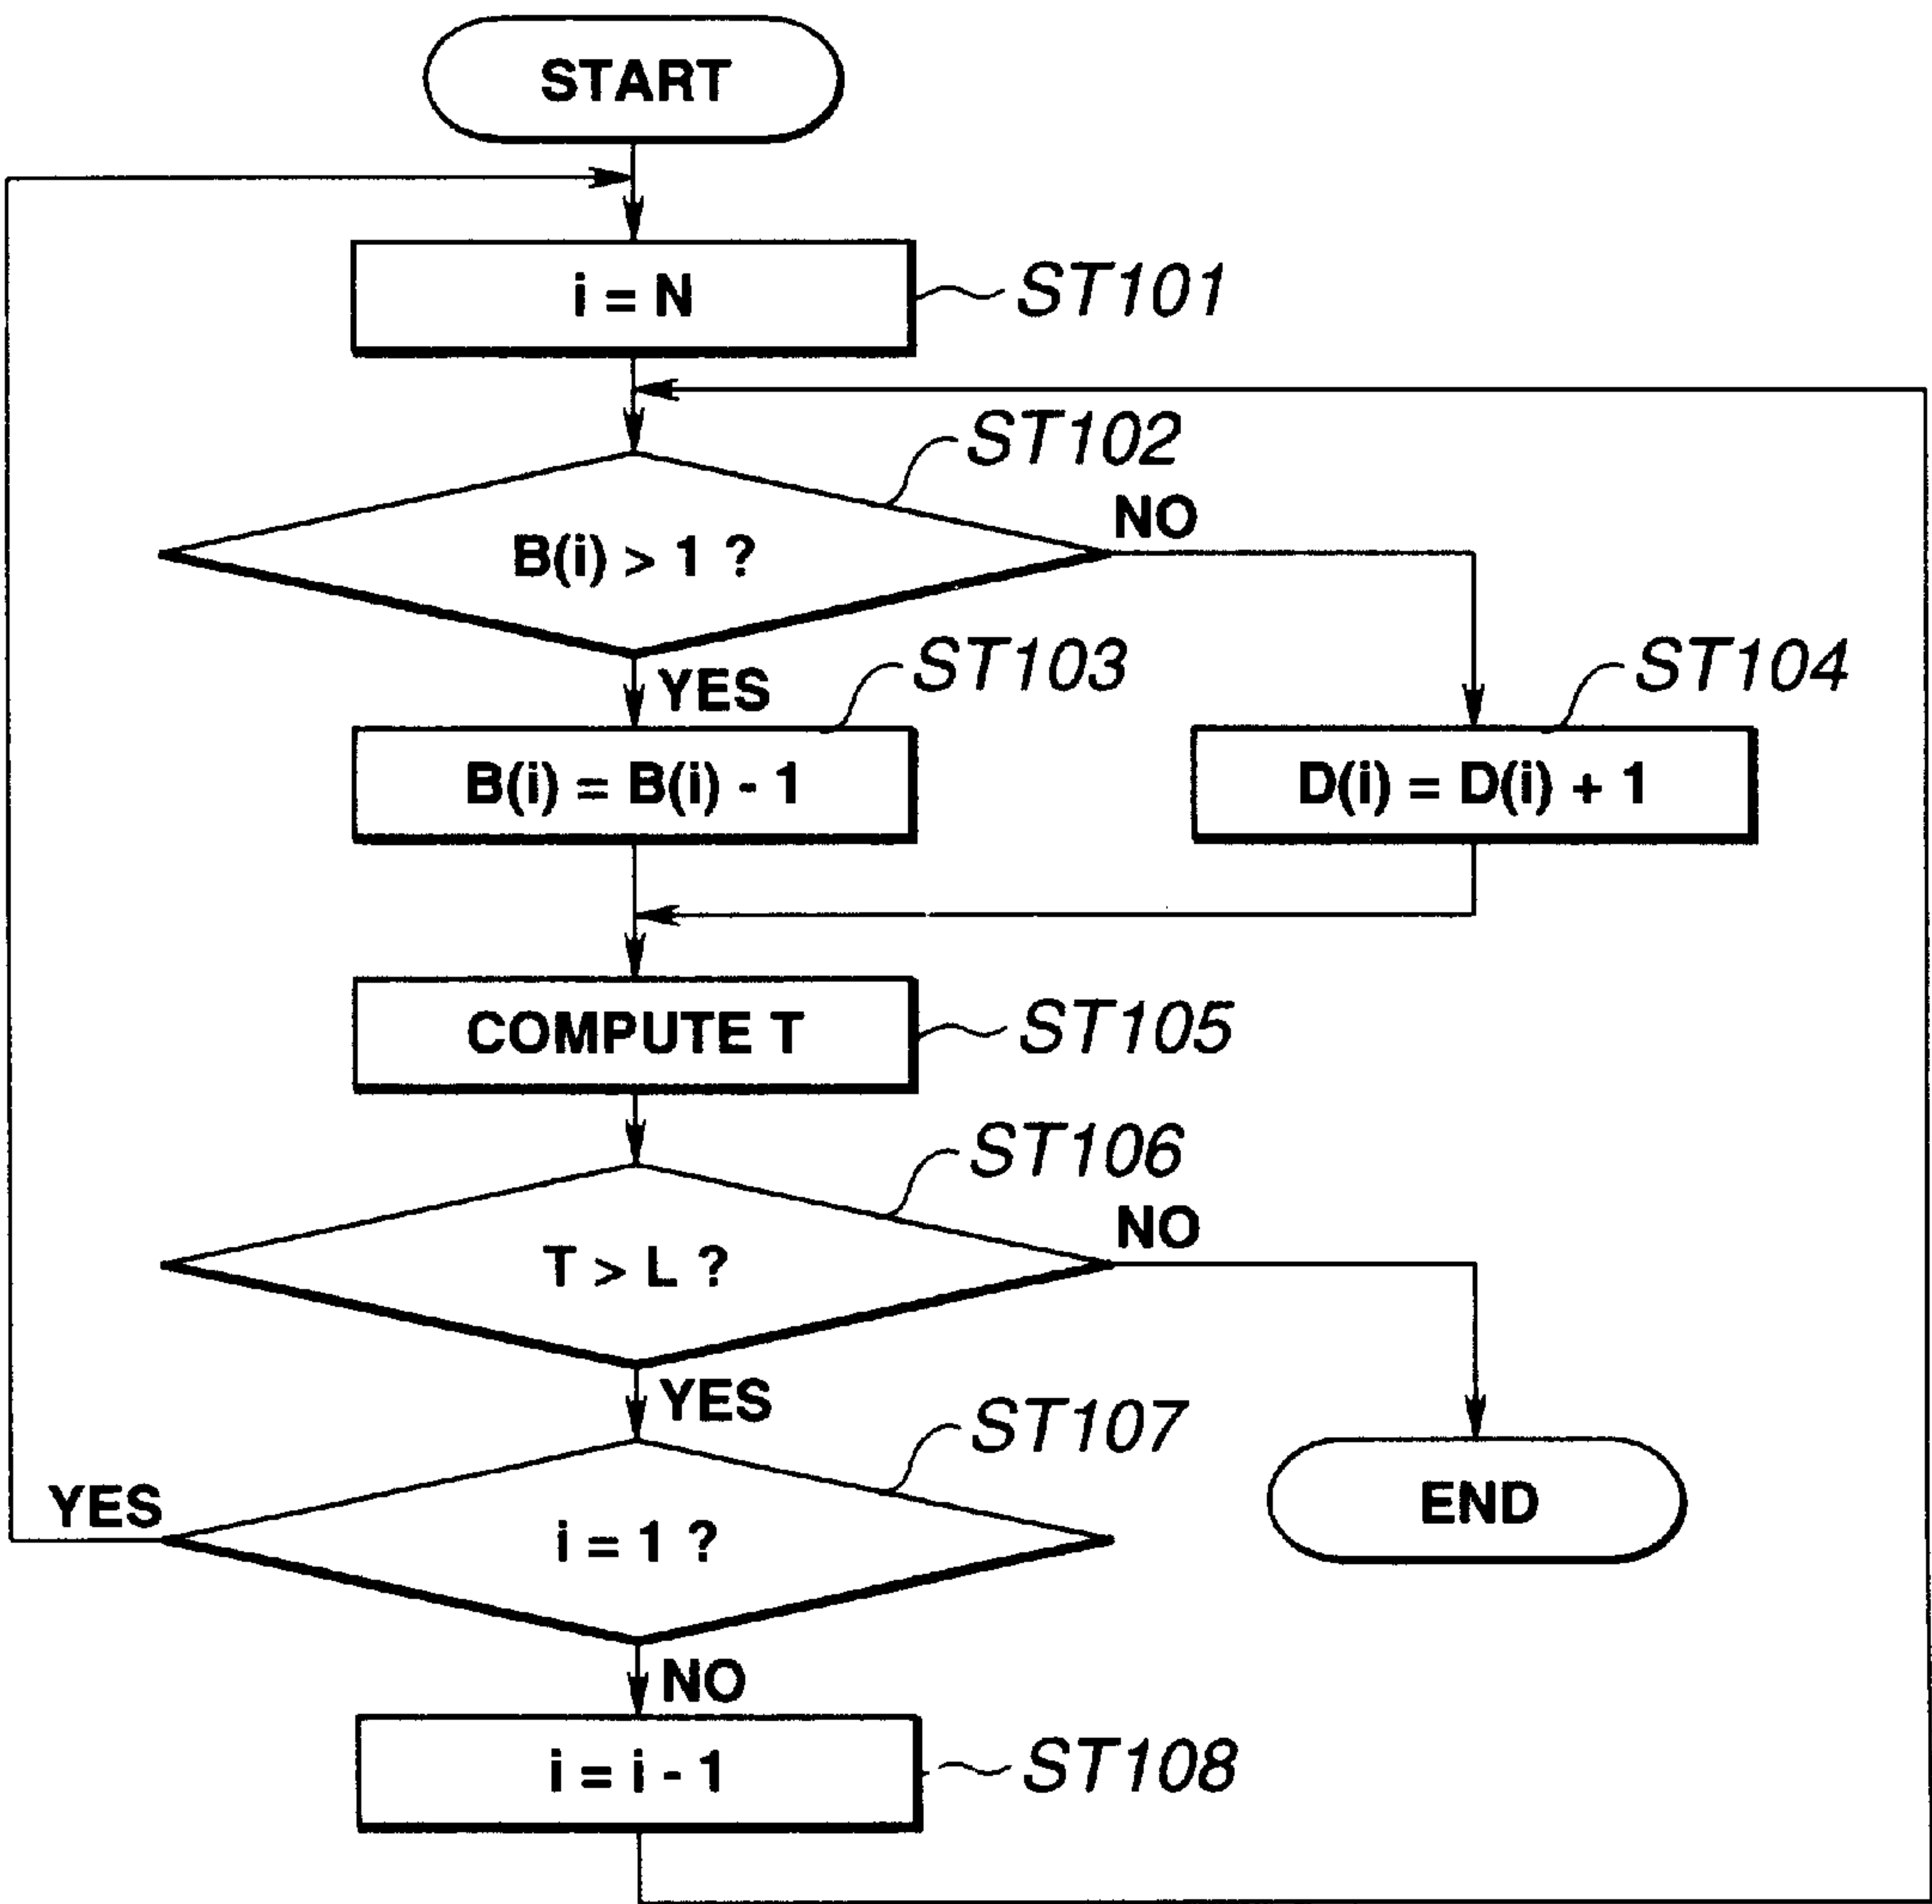 START
i = N
ST101
ST102
B(i) > 1 ?
NO
YES
ST103
ST104
B(i) = B(i) - 1
D(i) = D(i) + 1
COMPUTE T
ST105
ST106
T > L ?
NO
YES
ST107
YES
i = 1 ?
END
NO
i = i - 1
ST108